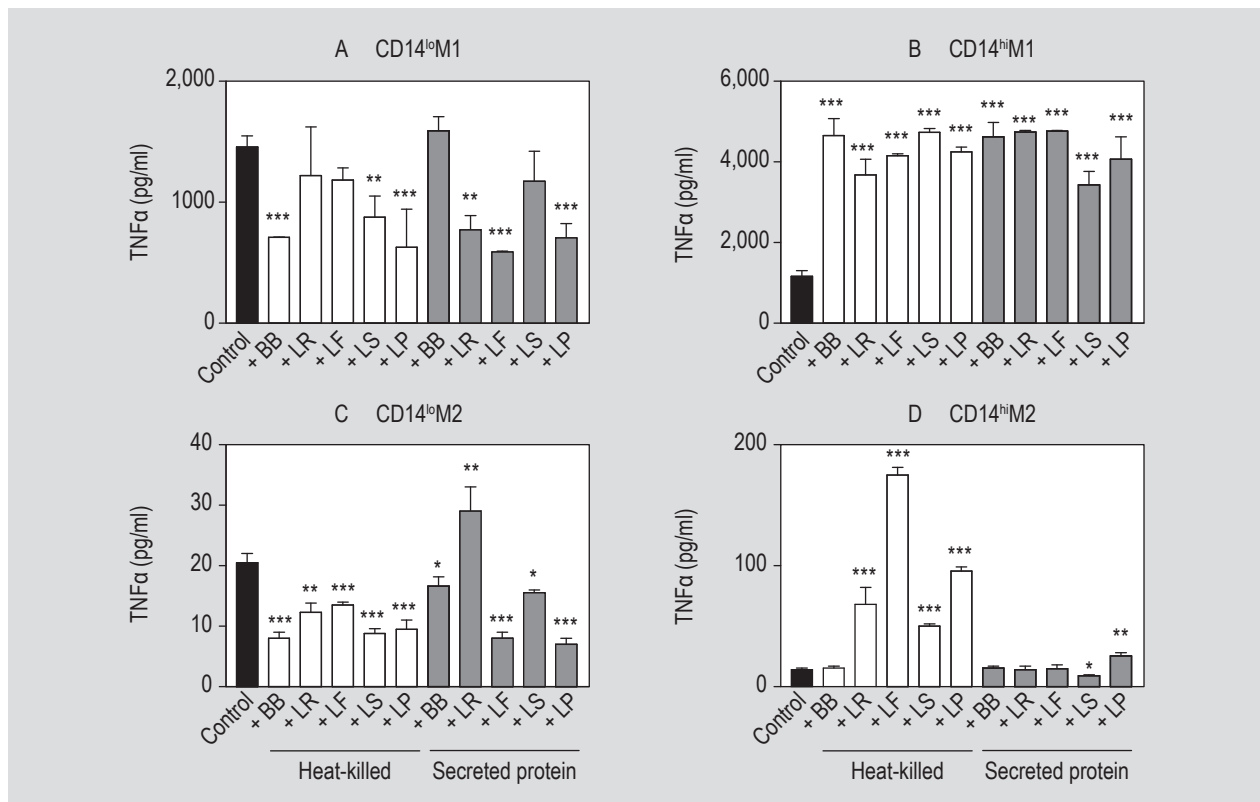 A CD14loM1
2,000
1000
0
TNFα (pg/ml)
***
**
***
**
***
***
Control
+ BB
+ LR
+ LF
+ LS
+ LP
+ BB
+ LR
+ LF
+ LS
+ LP
B CD14hiM1
6,000
4,000
2,000
0
TNFα (pg/ml)
***
***
***
***
***
***
***
***
***
***
Control
+ BB
+ LR
+ LF
+ LS
+ LP
+ BB
+ LR
+ LF
+ LS
+ LP
C CD14loM2
40
30
20
10
0
TNFα (pg/ml)
***
**
***
***
***
*
**
***
*
***
Control
+ BB
+ LR
+ LF
+ LS
+ LP
+ BB
+ LR
+ LF
+ LS
+ LP
Heat-killed
Secreted protein
D CD14hiM2
200
100
0
TNFα (pg/ml)
***
***
***
***
*
**
Control
+ BB
+ LR
+ LF
+ LS
+ LP
+ BB
+ LR
+ LF
+ LS
+ LP
Heat-killed
Secreted protein